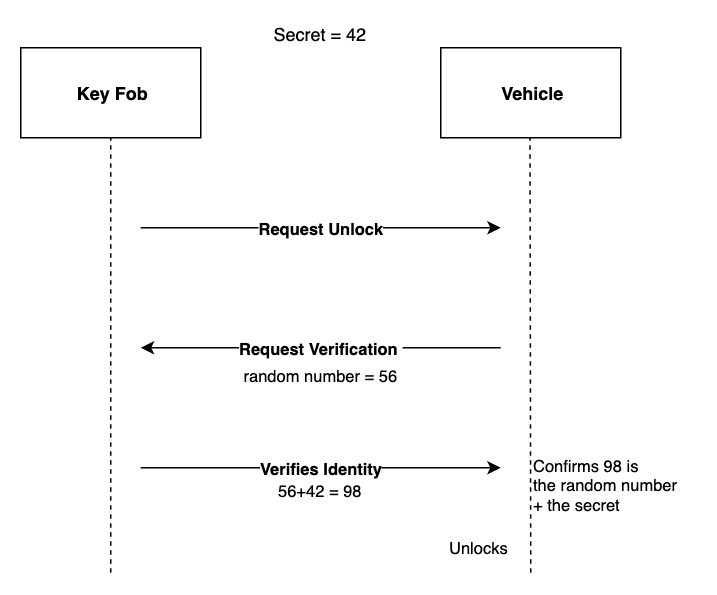 Secret = 42
Key Fob
Vehicle
Request Unlock
Request Verification
random number = 56
Verifies Identity
56+42 = 98
Confirms 98 is
the random number
+ the secret
Unlocks